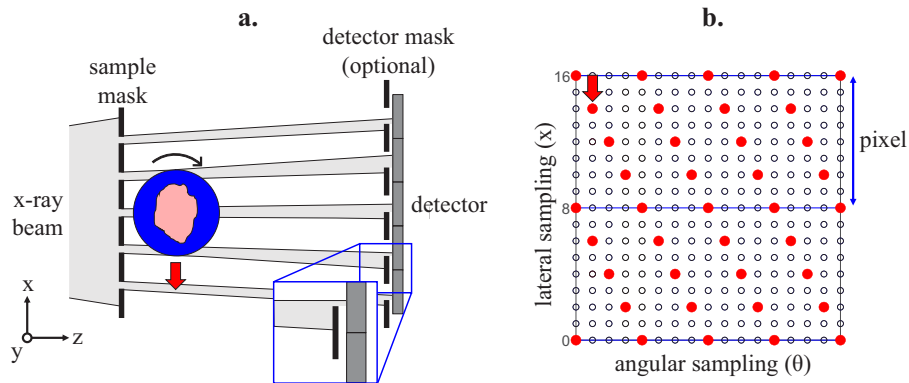 a.
sample
mask
detector mask
(optional)
x-ray
beam
detector
x
y
z
b.
16
8
0
lateral sampling (x)
angular sampling (θ)
pixel